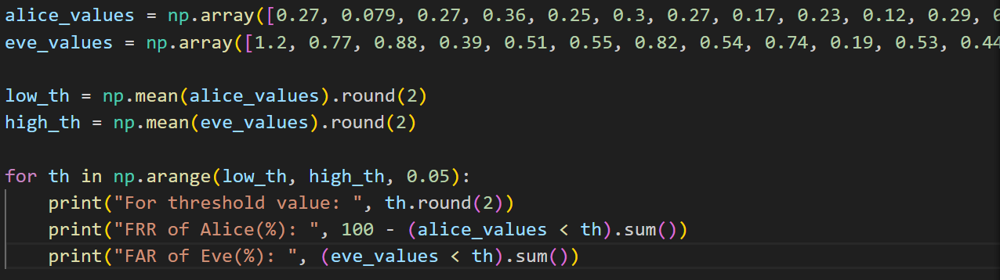 alice_values = np.array([0.27, 0.079, 0.27, 0.36, 0.25, 0.3, 0.27, 0.17, 0.23, 0.12, 0.29,
eve_values = np.array([1.2, 0.77, 0.88, 0.39, 0.51, 0.55, 0.82, 0.54, 0.74, 0.19, 0.53, 0.44
low_th = np.mean(alice_values).round(2)
high_th = np.mean(eve_values).round(2)
for th in np.arange(low_th, high_th, 0.05):
    print("For threshold value: ", th.round(2))
    print("FRR of Alice(%): ", 100 - (alice_values < th).sum())
    print("FAR of Eve(%): ", (eve_values < th).sum())